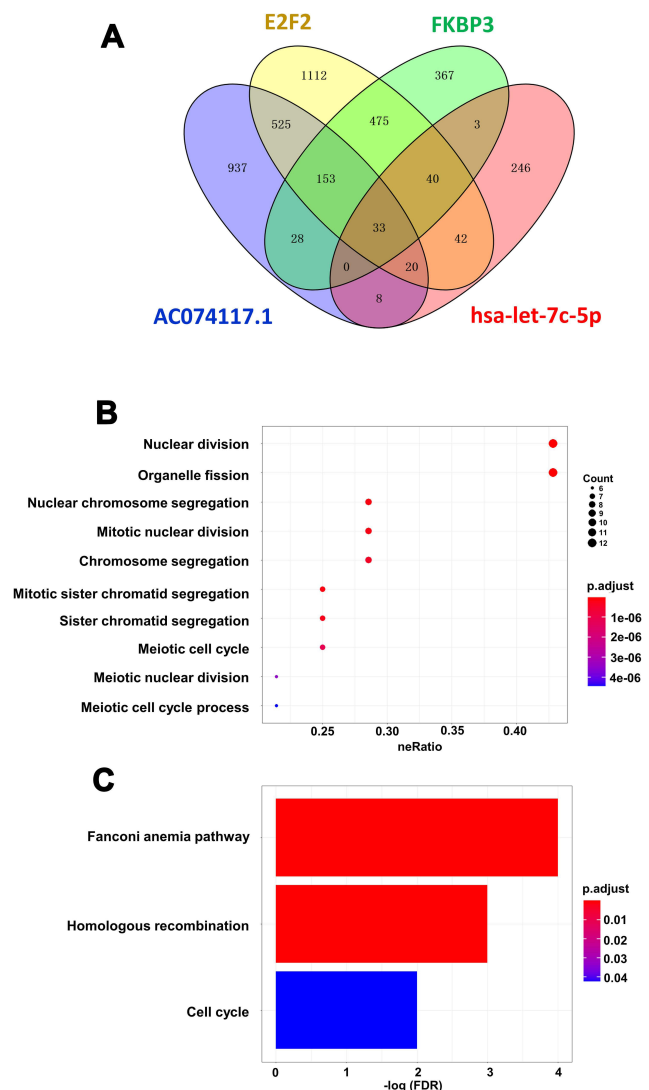 A
E2F2
FKBP3
1112
367
525
475
3
937
153
40
246
28
33
42
0
20
8
AC074117.1
hsa-let-7c-5p
B
Nuclear division
Organelle fission
Nuclear chromosome segregation
Mitotic nuclear division
Chromosome segregation
Mitotic sister chromatid segregation
Sister chromatid segregation
Meiotic cell cycle
Meiotic nuclear division
Meiotic cell cycle process
0.25 0.30 0.35 0.40
neRatio
Count
6
7
8
9
10
11
12
p.adjust
1e-06
2e-06
3e-06
4e-06
C
Fanconi anemia pathway
Homologous recombination
Cell cycle
0 1 2 3 4
-log (FDR)
p.adjust
0.01
0.02
0.03
0.04